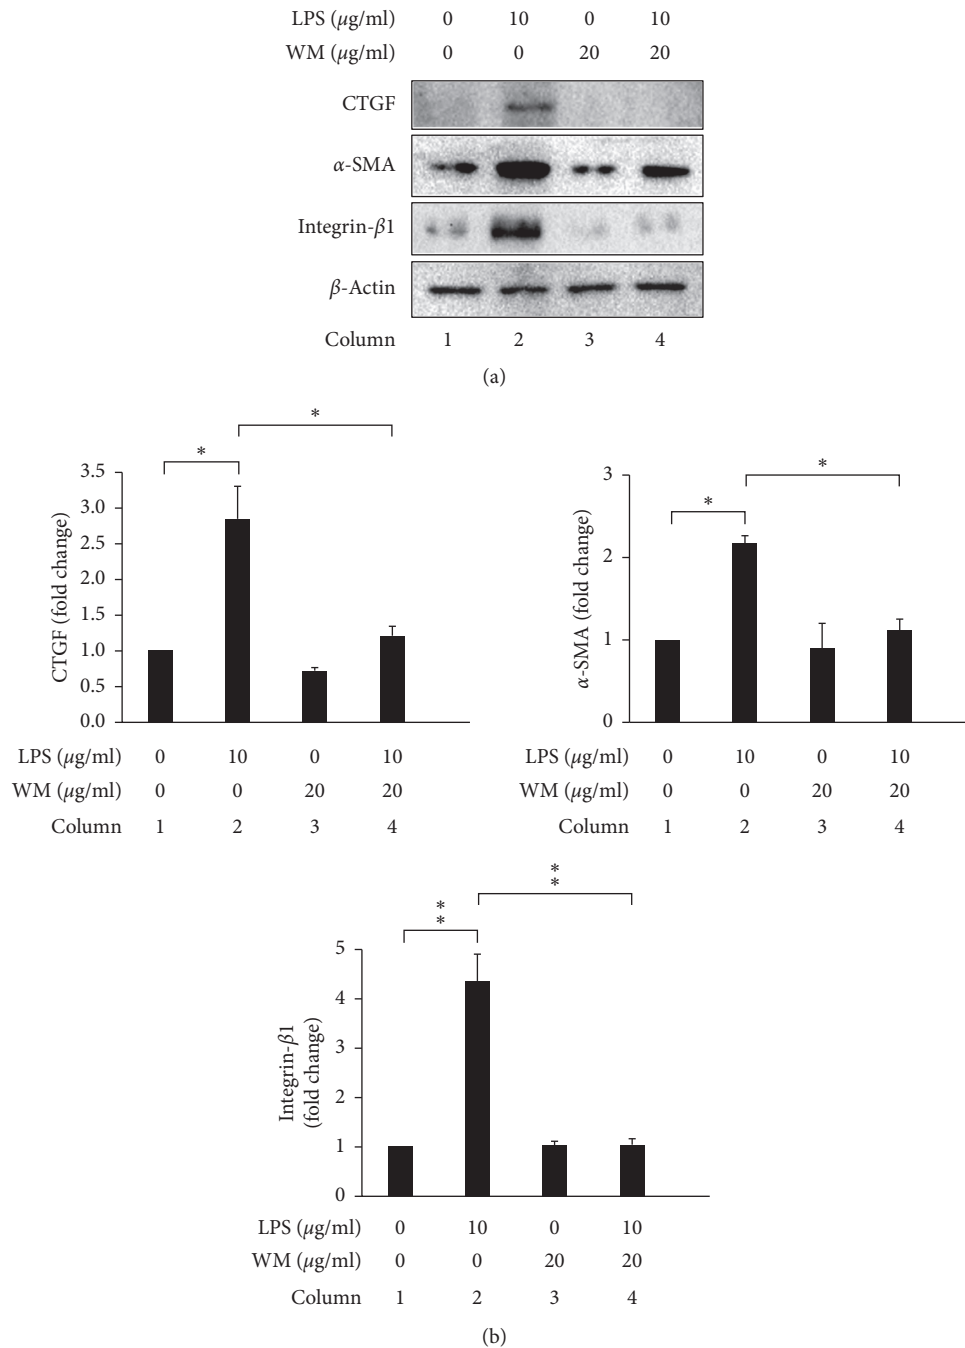 LPS (μg/ml) 0 10 0 10
WM (μg/ml) 0 0 20 20
CTGF
α-SMA
Integrin-β1
β-Actin
Column 1 2 3 4
(a)
*
*
3.5
3.0
2.5
2.0
1.5
1.0
0.5
0.0
CTGF (fold change)
LPS (μg/ml) 0 10 0 10
WM (μg/ml) 0 0 20 20
Column 1 2 3 4
*
*
3
2
1
0
α-SMA (fold change)
LPS (μg/ml) 0 10 0 10
WM (μg/ml) 0 0 20 20
Column 1 2 3 4
*
*
*
*
5
4
3
2
1
0
Integrin-β1
(fold change)
LPS (μg/ml) 0 10 0 10
WM (μg/ml) 0 0 20 20
Column 1 2 3 4
(b)